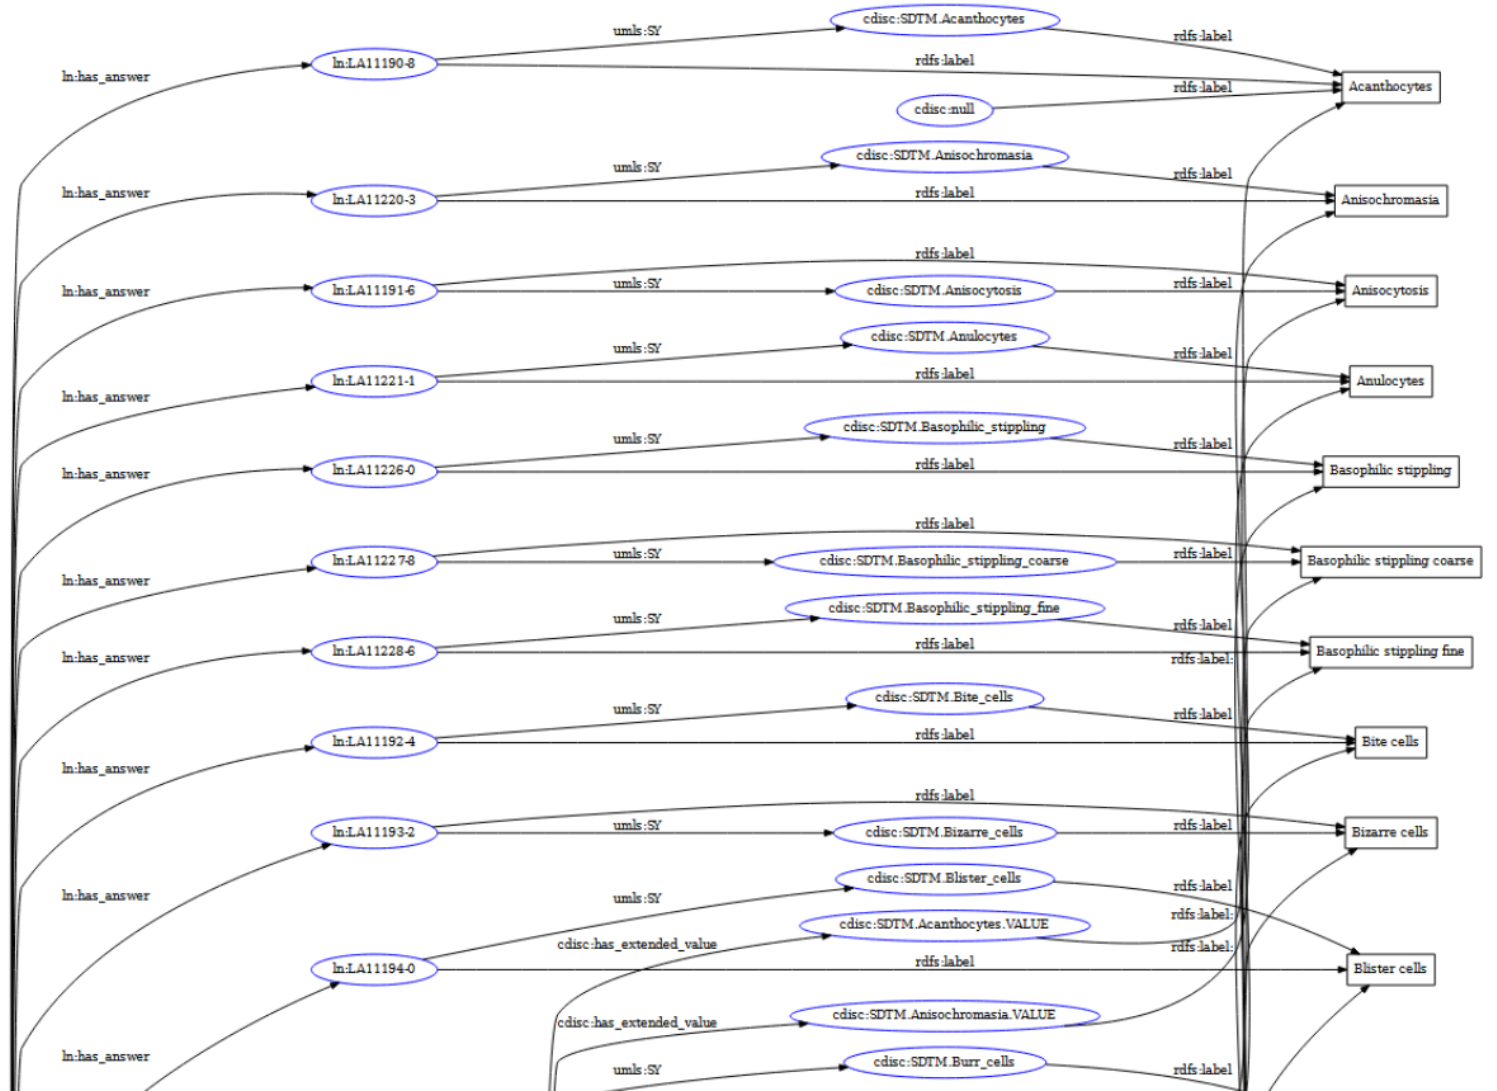 cdisc:SDTM.Acanthocytes
umls:SY
rdfs:label
ln:has_answer
ln:LA11190-8
rdfs:label
rdfs:label
Acanthocytes
cdisc:null
cdisc:SDTM.Anisochromasia
umls:SY
rdfs:label
ln:has_answer
ln:LA11220-3
rdfs:label
Anisochromasia
rdfs:label
ln:has_answer
ln:LA11191-6
umls:SY
cdisc:SDTM.Anisocytosis
rdfs:label
Anisocytosis
cdisc:SDTM.Anulocytes
umls:SY
rdfs:label
ln:has_answer
ln:LA11221-1
rdfs:label
Anulocytes
cdisc:SDTM.Basophilic_stippling
umls:SY
rdfs:label
ln:has_answer
ln:LA11226-0
rdfs:label
Basophilic stippling
rdfs:label
ln:has_answer
ln:LA11227-8
umls:SY
cdisc:SDTM.Basophilic_stippling_coarse
rdfs:label
Basophilic stippling coarse
cdisc:SDTM.Basophilic_stippling_fine
umls:SY
rdfs:label
ln:has_answer
ln:LA11228-6
rdfs:label
rdfs:label:
Basophilic stippling fine
cdisc:SDTM.Bite_cells
umls:SY
rdfs:label
ln:has_answer
ln:LA11192-4
rdfs:label
Bite cells
rdfs:label
ln:LA11193-2
umls:SY
cdisc:SDTM.Bizarre_cells
rdfs:label
Bizarre cells
cdisc:SDTM.Blister_cells
rdfs:label
ln:has_answer
umls:SY
cdisc:SDTM.Acanthocytes.VALUE
rdfs:label:
cdisc:has_extended_value
rdfs:label:
ln:LA11194-0
rdfs:label
Blister cells
cdisc:has_extended_value
cdisc:SDTM.Anisochromasia.VALUE
ln:has_answer
umls:SY
cdisc:SDTM.Burr_cells
rdfs:label